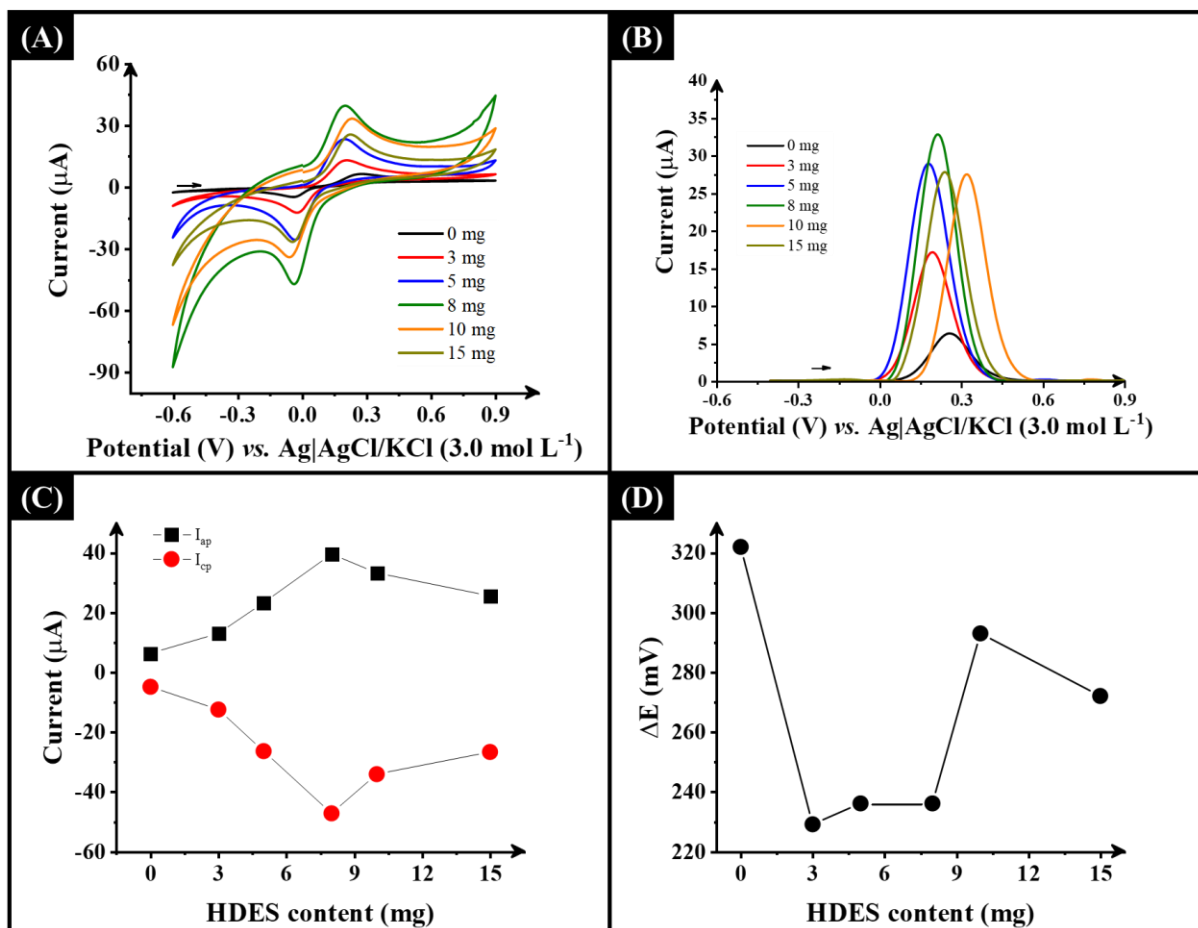 (A)
Current (μA)
60
30
0
-30
-60
-90
0 mg
3 mg
5 mg
8 mg
10 mg
15 mg
-0.6 -0.3 0.0 0.3 0.6 0.9
Potential (V) vs. Ag|AgCl/KCl (3.0 mol L⁻¹)
(B)
Current (μA)
40
35
30
25
20
15
10
5
0
0 mg
3 mg
5 mg
8 mg
10 mg
15 mg
-0.6 -0.3 0.0 0.3 0.6 0.9
Potential (V) vs. Ag|AgCl/KCl (3.0 mol L⁻¹)
(C)
Current (μA)
40
20
0
-20
-40
-60
Iap
Icp
0 3 6 9 12 15
HDES content (mg)
(D)
ΔE (mV)
320
300
280
260
240
220
0 3 6 9 12 15
HDES content (mg)